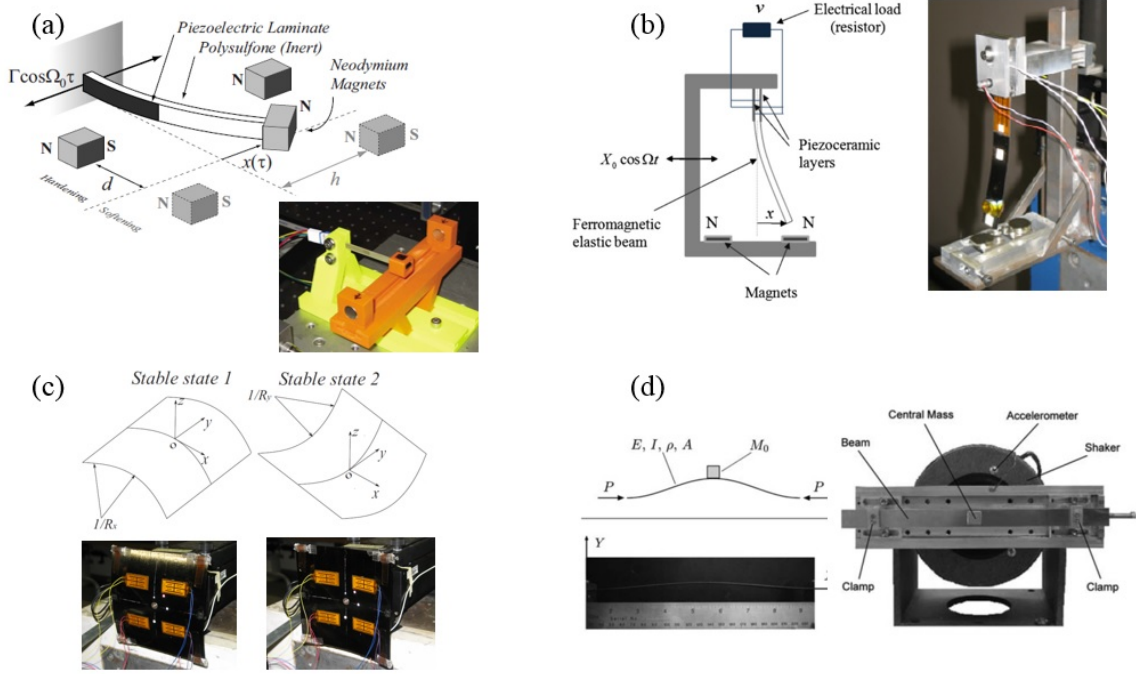 (a)
Piezoelectric Laminate
Polysulfone (Inert)
Γcos Ω₀τ
Neodymium
Magnets
N
N
N
S
N
S
x(τ)
h
d
Hardening
Softening
N
S
(b)
v
Electrical load
(resistor)
X₀ cos Ωt
Piezoceramic
layers
Ferromagnetic
elastic beam
N
x
N
Magnets
(c)
Stable state 1
Stable state 2
1/Ry
z
y
o
x
z
y
o
x
1/Rx
(d)
E, I, ρ, A
M₀
P
P
Y
Central Mass
Accelerometer
Beam
Shaker
Clamp
Clamp